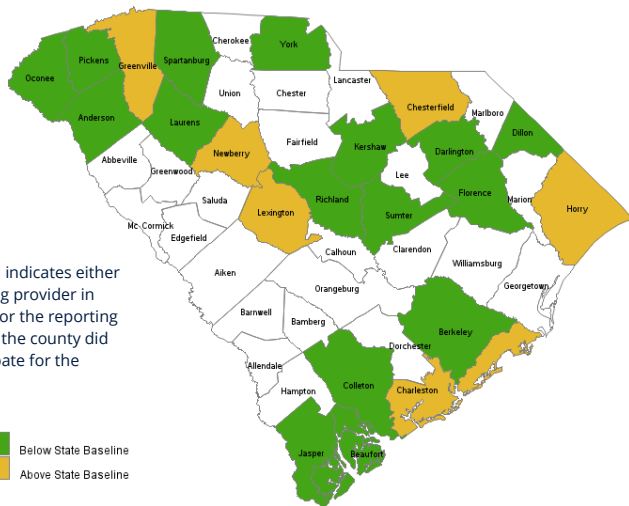 Cherokee
York
Spartanburg
Greenville
Pickens
Oconee
Lancaster
Union
Chester
Chesterfield
Marlboro
Anderson
Laurens
Dillon
Fairfield
Kershaw
Darlington
Newberry
Abbeville
Greenwood
Lee
Florence
Marion
Saluda
Richland
Horry
Lexington
Sumter
Mc Cormick
Edgefield
Calhoun
Clarendon
Williamsburg
Aiken
Orangeburg
Georgetown
indicates either
g provider in
or the reporting
the county did
pate for the
Barnwell
Bamberg
Berkeley
Dorchester
Allendale
Hampton
Colleton
Charleston
Jasper
Beaufort
Below State Baseline
Above State Baseline